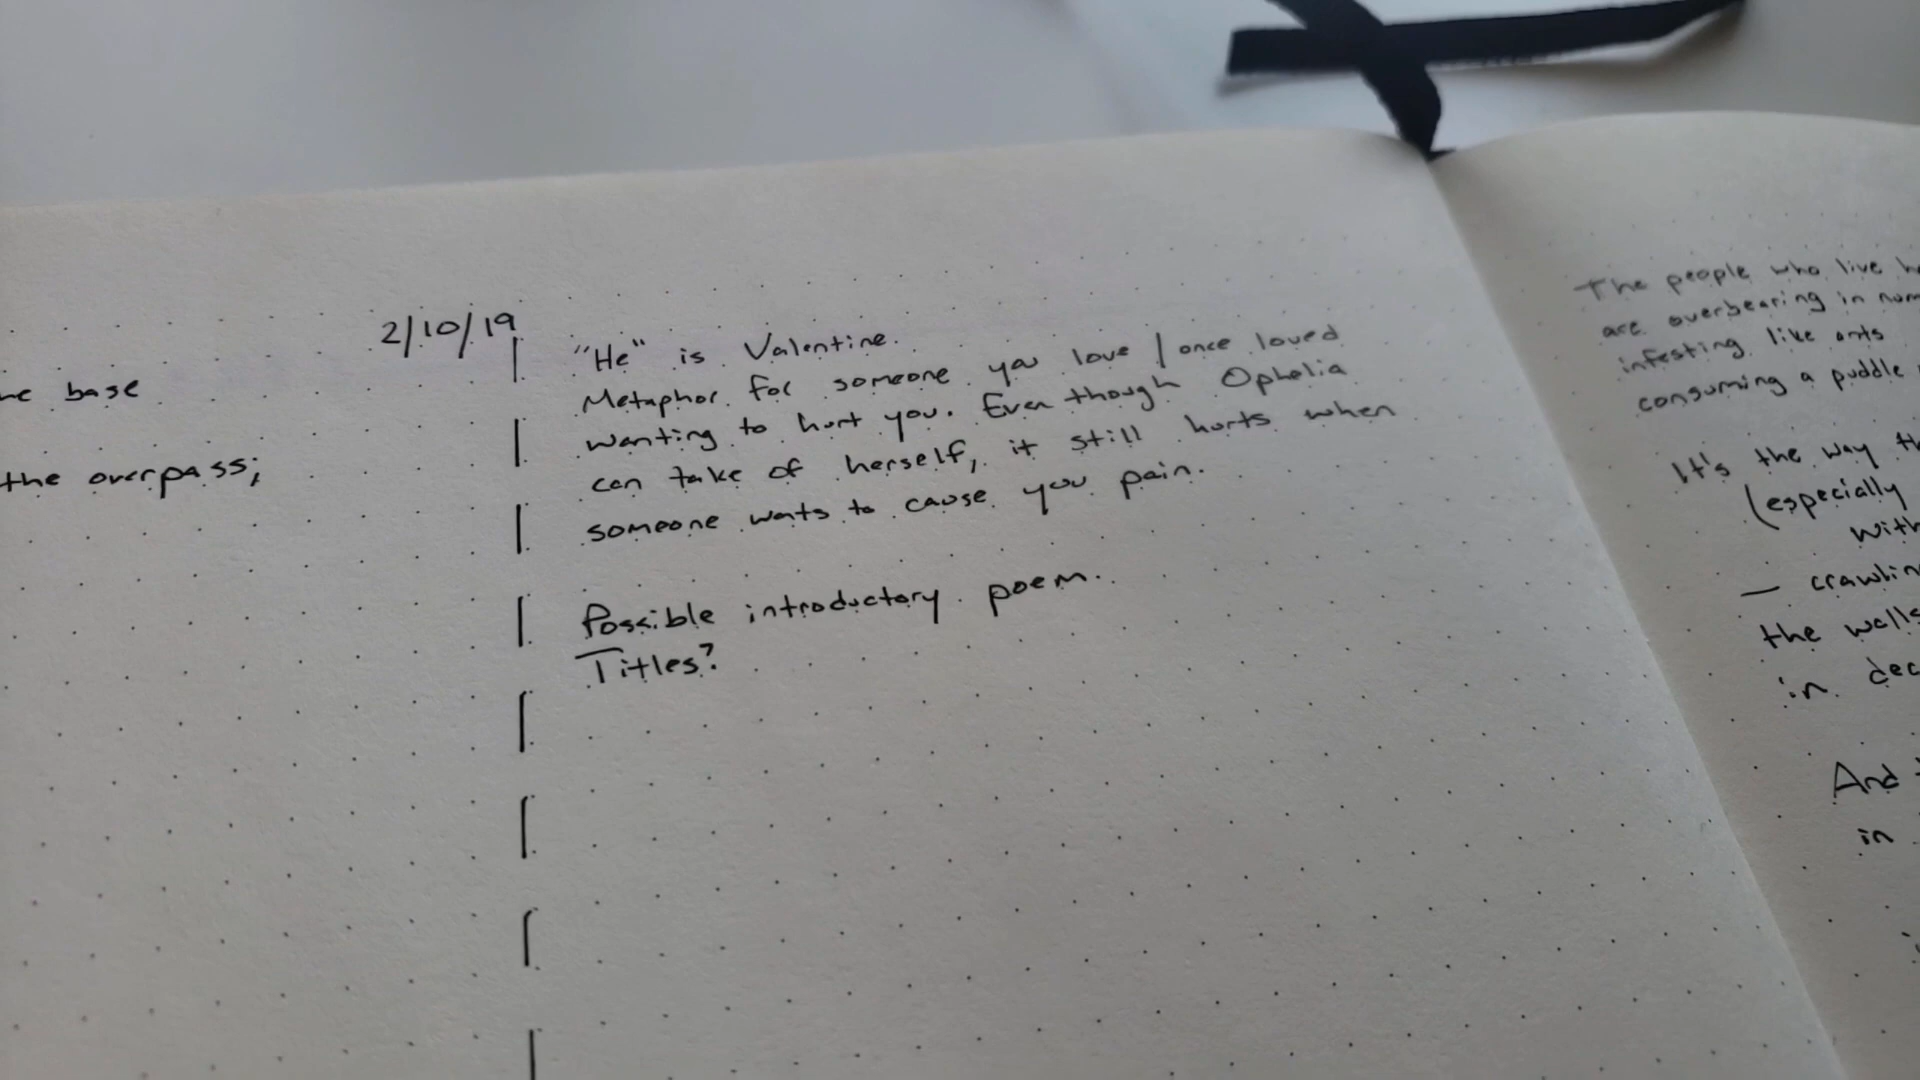 2/10/19
base
the overpass;
"He" is Valentine.
Metaphor for someone you love / once loved
wanting to hurt you. Even though Ophelia
can take of herself, it still hurts when
someone wants to cause you pain.
Possible introductory poem.
Titles?
The people who live
are overbearing in
infesting like ants
consuming a puddle
It's the way
(especially
with
— crawling
the walls
in
And
in